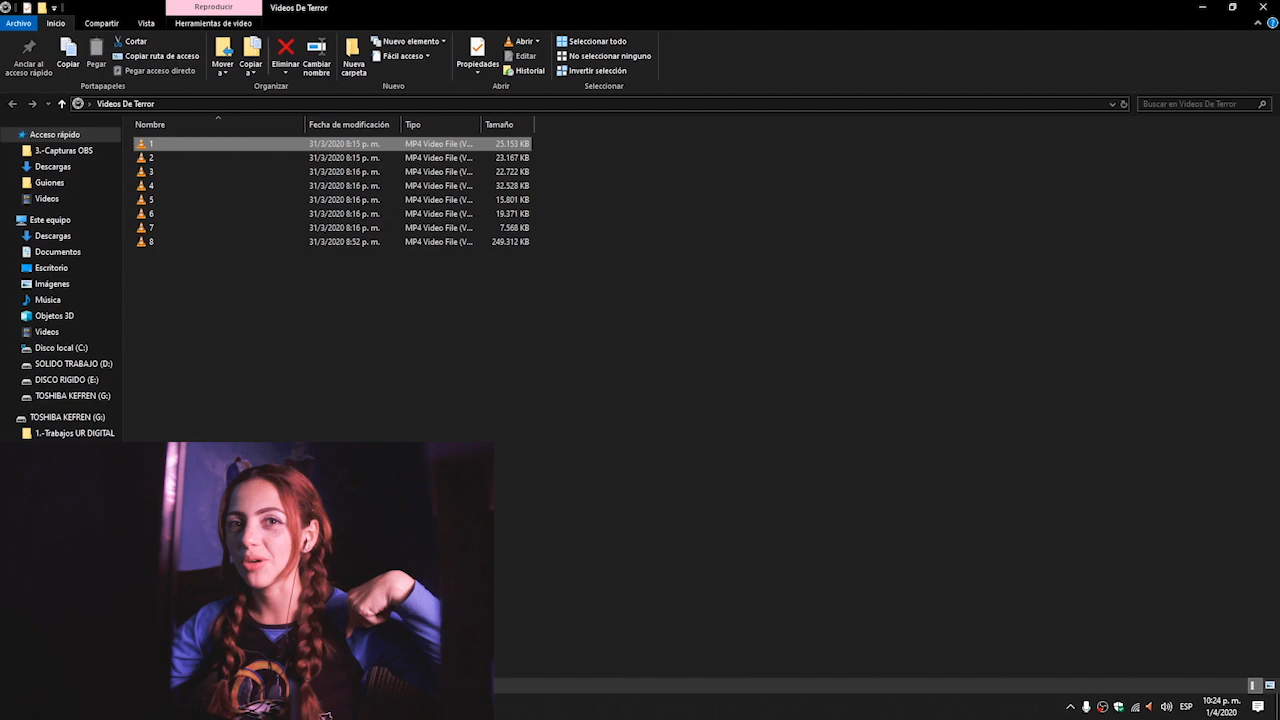 Reproducir
Videos De Terror
Archivo Inicio Compartir Vista Herramientas de video
Anclar al acceso rápido
Copiar
Pegar
Cortar
Copiar ruta de acceso
Pegar acceso directo
Portapapeles
Mover a
Copiar a
Eliminar
Cambiar nombre
Organizar
Nueva carpeta
Nuevo elemento
Fácil acceso
Nuevo
Propiedades
Abrir
Editar
Historial
Abrir
Seleccionar todo
No seleccionar ninguno
Invertir selección
Seleccionar
Videos De Terror
Buscar en Videos De Terror
Nombre Fecha de modificación Tipo Tamaño
1 31/3/2020 8:15 p. m. MP4 Video File (V... 25.153 KB
2 31/3/2020 8:15 p. m. MP4 Video File (V... 23.167 KB
3 31/3/2020 8:16 p. m. MP4 Video File (V... 22.722 KB
4 31/3/2020 8:16 p. m. MP4 Video File (V... 32.528 KB
5 31/3/2020 8:16 p. m. MP4 Video File (V... 15.801 KB
6 31/3/2020 8:16 p. m. MP4 Video File (V... 19.371 KB
7 31/3/2020 8:16 p. m. MP4 Video File (V... 7.568 KB
8 31/3/2020 8:52 p. m. MP4 Video File (V... 249.312 KB
Acceso rápido
3.-Capturas OBS
Descargas
Guiones
Videos
Este equipo
Descargas
Documentos
Escritorio
Imágenes
Música
Objetos 3D
Videos
Disco local (C:)
SOLIDO TRABAJO (D:)
DISCO RIGIDO (E:)
TOSHIBA KEFREN (G:)
TOSHIBA KEFREN (G:)
1.-Trabajos UR DIGITAL
ESP
10:24 p. m.
1/4/2020